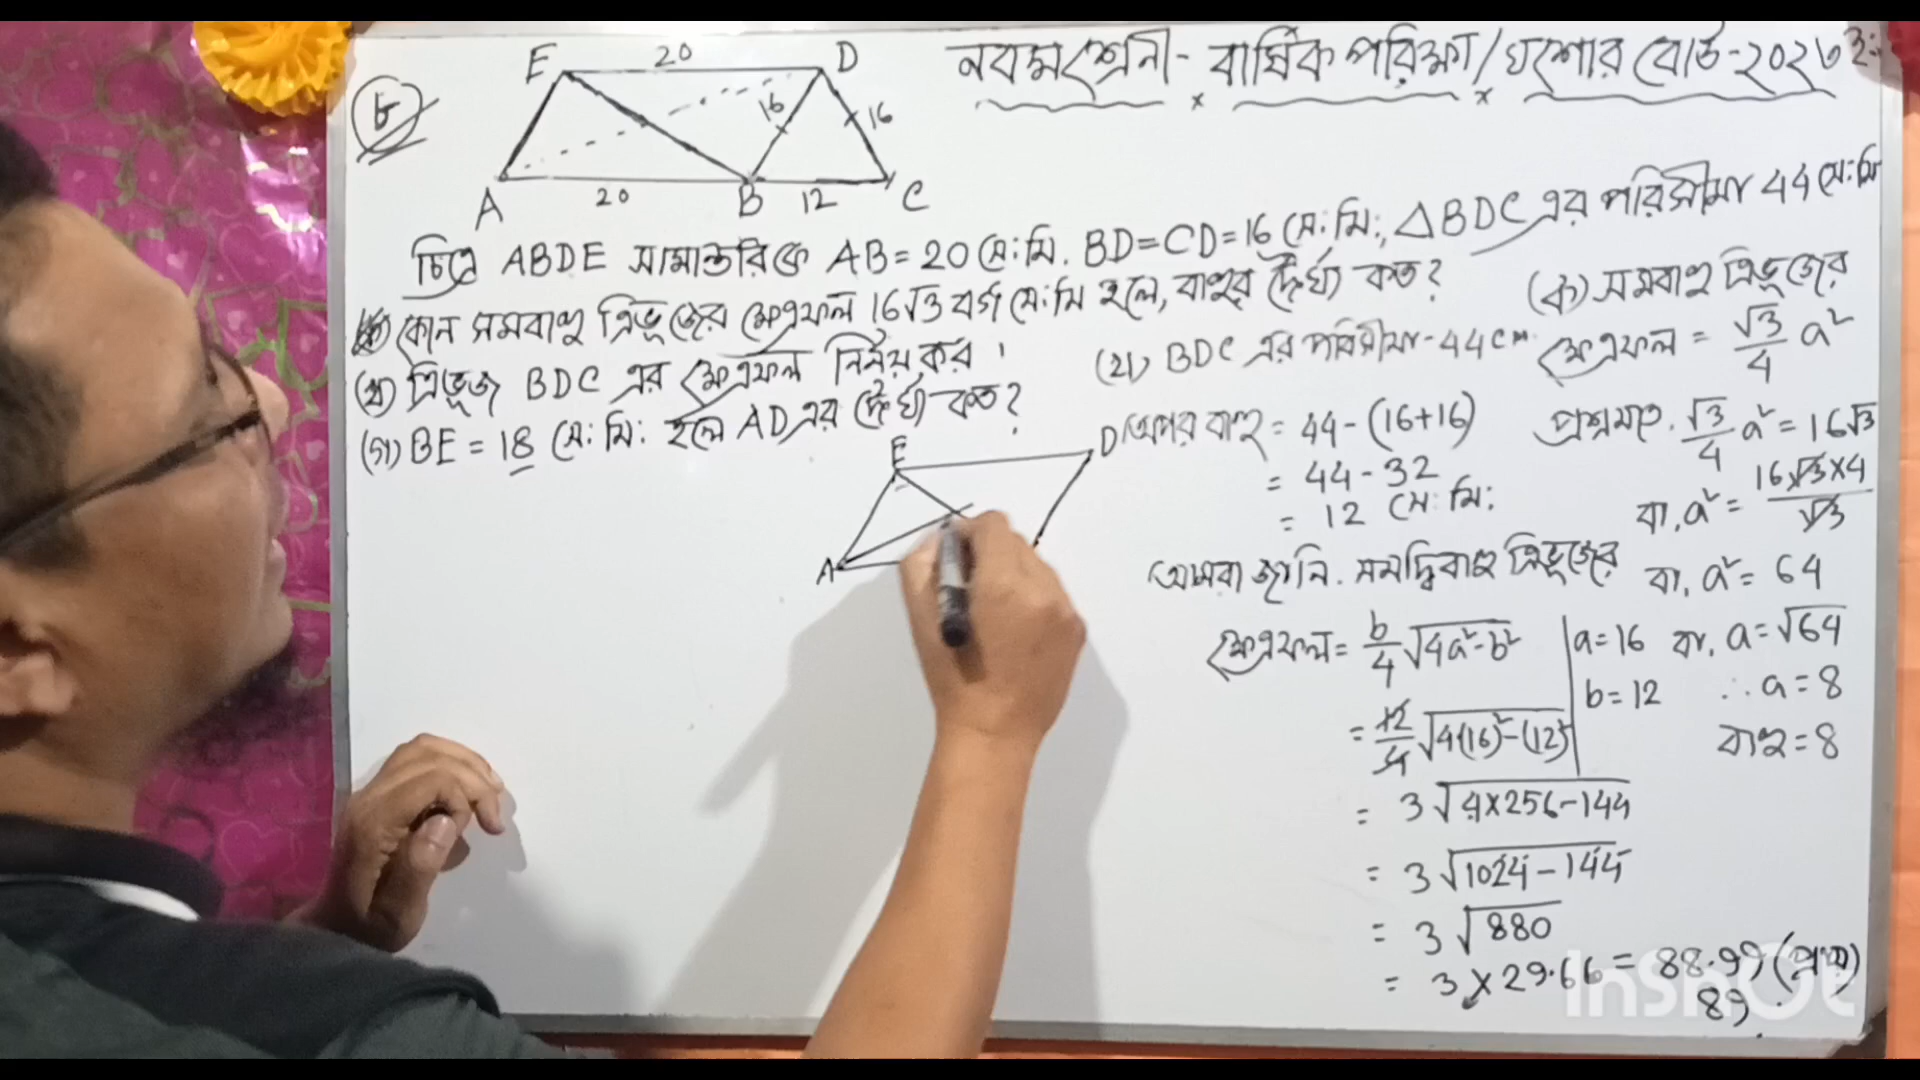 নবমশ্রেনী - বার্ষিক পরিক্ষা / যশোর বোর্ড-২০২৩ ইং
৮
E 20 D
16 16
A 20 B 12 C
চিত্রে ABDE সামান্তরিকে AB = 20 সে: মি. BD = CD = 16 সে: মি:, △BDC এর পরিসীমা 44 সে: মি
(ক) কোন সমবাহু ত্রিভুজের ক্ষেত্রফল 16√3 বর্গ সে: মি হলে, বাহুর দৈর্ঘ্য কত?
(খ) ত্রিভূজ BDC এর ক্ষেত্রফল নির্নয় কর।
(গ) BE = 18 সে: মি: হলে AD এর দৈর্ঘ্য কত?
E D
A
(খ) BDC এর পরিসীমা - 44 cm
অপর বাহু = 44 - (16+16)
= 44 - 32
= 12 সে: মি:
আমরা জানি. সমদ্বিবাহু ত্রিভূজের
ক্ষেত্রফল = b/4 √4a²-b²
a = 16
b = 12
= 12/4 √4(16)²-(12)²
= 3√4×256-144
= 3√1024-144
= 3√880
= 3 × 29.66 = 88.99 (প্রায়)
89
(ক) সমবাহু ত্রিভূজের
ক্ষেত্রফল = √3/4 a²
প্রশ্নমতে. √3/4 a² = 16√3
বা, a² = 16√3×4/√3
বা, a² = 64
বা, a = √64
∴ a = 8
বাহু = 8
InShOt